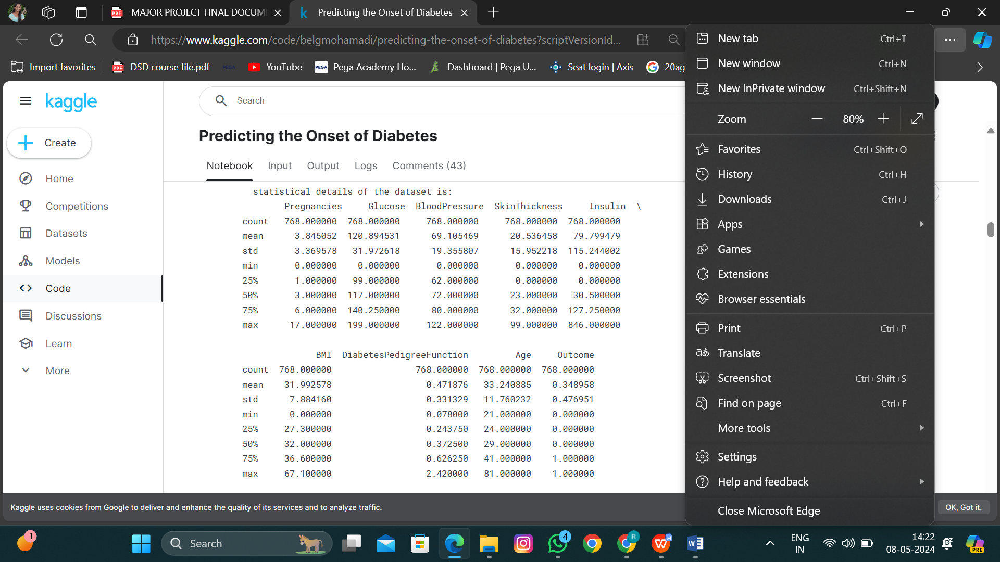 MAJOR PROJECT FINAL DOCUM
Predicting the Onset of Diabetes
https://www.kaggle.com/code/belgmohamadi/predicting-the-onset-of-diabetes?scriptVersionId...
Import favorites
PDF
DSD course file.pdf
PEGA
YouTube
PEGA
Pega Academy Ho...
Dashboard | Pega U...
Seat login | Axis
20ag
kaggle
Search
Create
Home
Competitions
Datasets
Models
Code
Discussions
Learn
More
Predicting the Onset of Diabetes
Notebook Input Output Logs Comments (43)
statistical details of the dataset is:
Pregnancies Glucose BloodPressure SkinThickness Insulin \
count 768.000000 768.000000 768.000000 768.000000 768.000000
mean 3.845052 120.894531 69.105469 20.536458 79.799479
std 3.369578 31.972618 19.355807 15.952218 115.244002
min 0.000000 0.000000 0.000000 0.000000 0.000000
25% 1.000000 99.000000 62.000000 0.000000 0.000000
50% 3.000000 117.000000 72.000000 23.000000 30.500000
75% 6.000000 140.250000 80.000000 32.000000 127.250000
max 17.000000 199.000000 122.000000 99.000000 846.000000
BMI DiabetesPedigreeFunction Age Outcome
count 768.000000 768.000000 768.000000 768.000000
mean 31.992578 0.471876 33.240885 0.348958
std 7.884160 0.331329 11.760232 0.476951
min 0.000000 0.078000 21.000000 0.000000
25% 27.300000 0.243750 24.000000 0.000000
50% 32.000000 0.372500 29.000000 0.000000
75% 36.600000 0.626250 41.000000 1.000000
max 67.100000 2.420000 81.000000 1.000000
New tab Ctrl+T
New window Ctrl+N
New InPrivate window Ctrl+Shift+N
Zoom 80%
Favorites Ctrl+Shift+O
History Ctrl+H
Downloads Ctrl+J
Apps
Games
Extensions
Browser essentials
Print Ctrl+P
Translate
Screenshot Ctrl+Shift+S
Find on page Ctrl+F
More tools
Settings
Help and feedback
Close Microsoft Edge
Kaggle uses cookies from Google to deliver and enhance the quality of its services and to analyze traffic.
OK, Got it.
1
Search
4
R
ENG
IN
14:22
08-05-2024
PRE